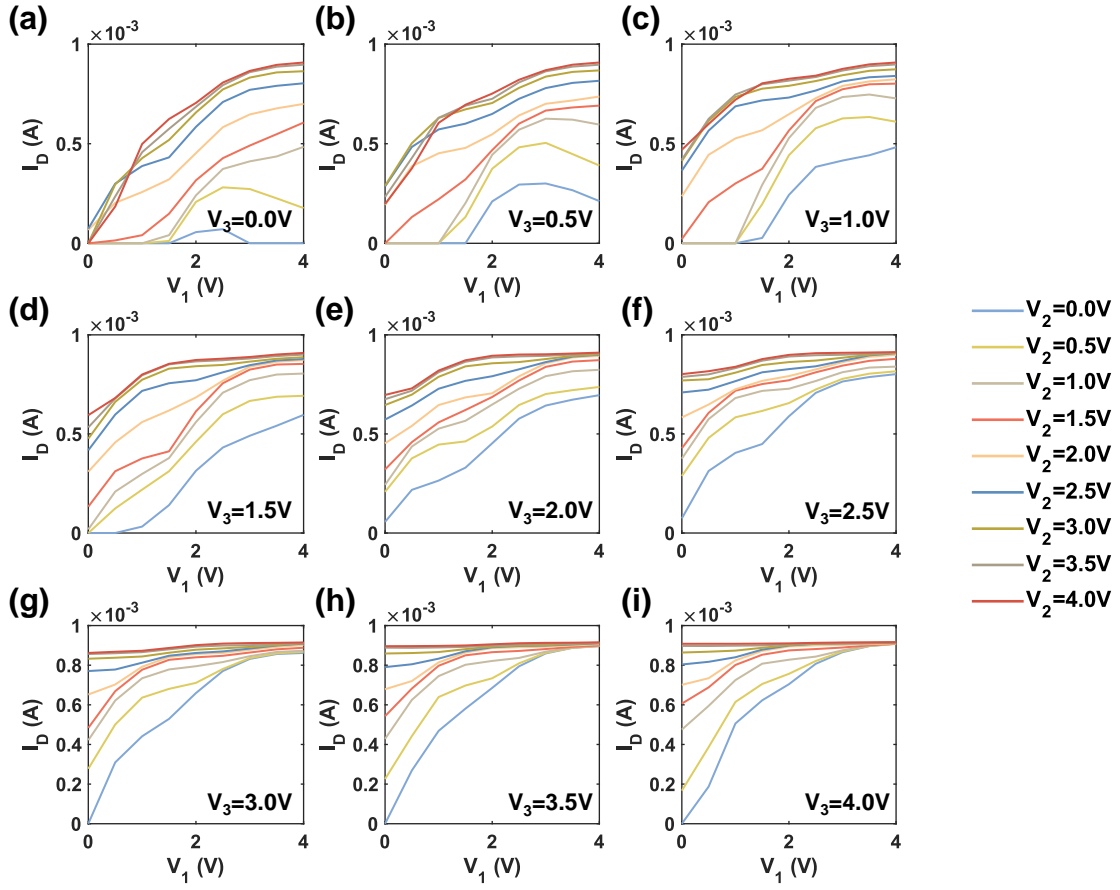 (a) (b) (c)
×10⁻³ ×10⁻³ ×10⁻³
1 1 1
I_D (A) 0.5 I_D (A) 0.5 I_D (A) 0.5
V₃=0.0V V₃=0.5V V₃=1.0V
0 0 0
0 2 4 0 2 4 0 2 4
V₁ (V) V₁ (V) V₁ (V)
(d) (e) (f)
×10⁻³ ×10⁻³ ×10⁻³
1 1 1
I_D (A) 0.5 I_D (A) 0.5 I_D (A) 0.5
V₃=1.5V V₃=2.0V V₃=2.5V
0 0 0
0 2 4 0 2 4 0 2 4
V₁ (V) V₁ (V) V₁ (V)
(g) (h) (i)
×10⁻³ ×10⁻³ ×10⁻³
1 1 1
0.8 0.8 0.8
0.6 0.6 0.6
I_D (A) I_D (A) I_D (A)
0.4 0.4 0.4
0.2 0.2 0.2
V₃=3.0V V₃=3.5V V₃=4.0V
0 0 0
0 2 4 0 2 4 0 2 4
V₁ (V) V₁ (V) V₁ (V)
V₂=0.0V
V₂=0.5V
V₂=1.0V
V₂=1.5V
V₂=2.0V
V₂=2.5V
V₂=3.0V
V₂=3.5V
V₂=4.0V